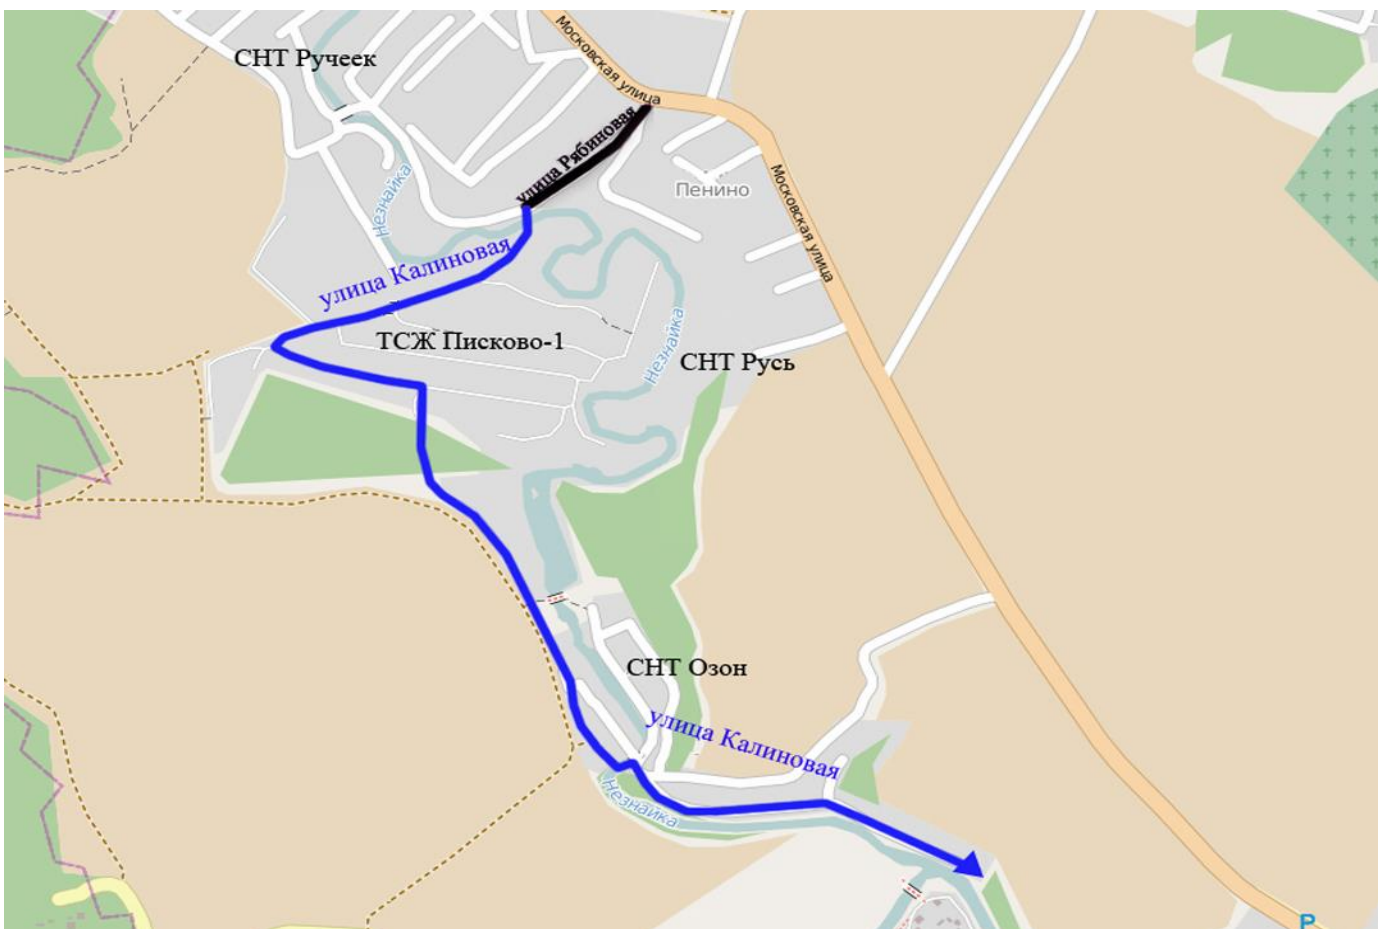 Московская улица
СНТ Ручеек
улица Рябиновая
Незнайка
Пенино
Московская улица
улица Калиновая
Незнайка
ТСЖ Писково-1
СНТ Русь
СНТ Озон
улица Калиновая
Незнайка
P